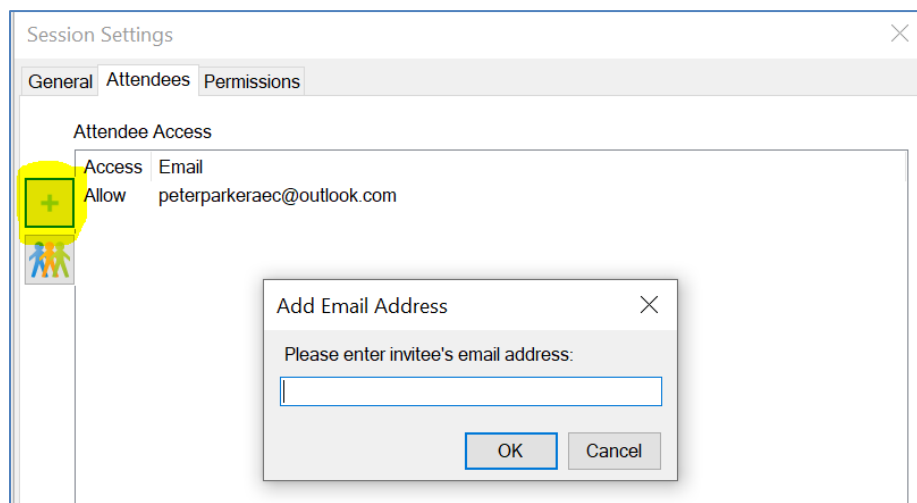 Session Settings
General Attendees Permissions
Attendee Access
Access Email
Allow peterparkeraec@outlook.com
Add Email Address
Please enter invitee's email address:
OK Cancel